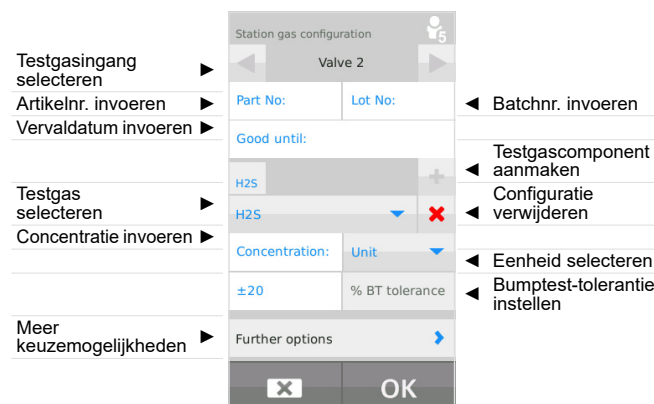 Station gas configuration
5
Testgasingang
selecteren
►
◄
Valve 2
►
Artikelnr. invoeren ►
Part No:
Lot No:
◄ Batchnr. invoeren
Vervaldatum invoeren ►
Good until:
Testgascomponent
◄ aanmaken
H2S
+
Testgas
selecteren
►
H2S
Configuratie
◄ verwijderen
Concentratie invoeren ►
Concentration:
Unit
◄ Eenheid selecteren
±20
% BT tolerance
Bumptest-tolerantie
◄ instellen
Meer
keuzemogelijkheden ►
Further options
OK